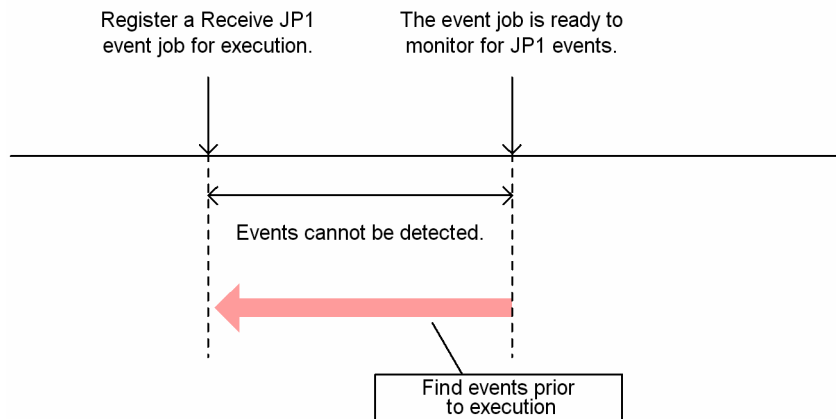 Register a Receive JP1
event job for execution.
The event job is ready to
monitor for JP1 events.
Events cannot be detected.
Find events prior
to execution